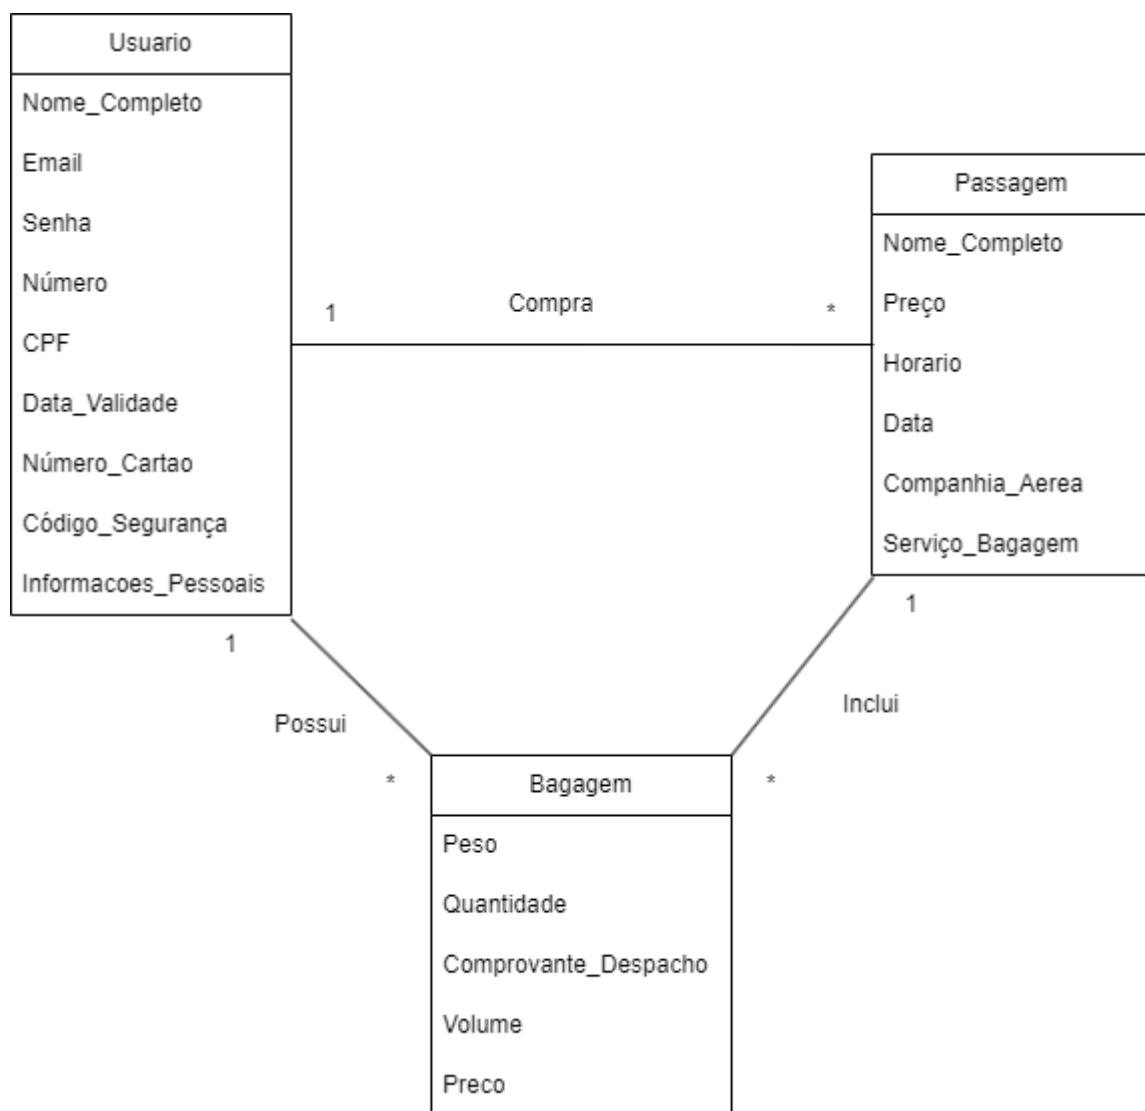 Usuario
Nome_Completo
Email
Senha
Número
CPF
Data_Validade
Número_Cartao
Código_Segurança
Informacoes_Pessoais
1
Compra
*
Passagem
Nome_Completo
Preço
Horario
Data
Companhia_Aerea
Serviço_Bagagem
1
1
Possui
*
Inclui
*
Bagagem
Peso
Quantidade
Comprovante_Despacho
Volume
Preco